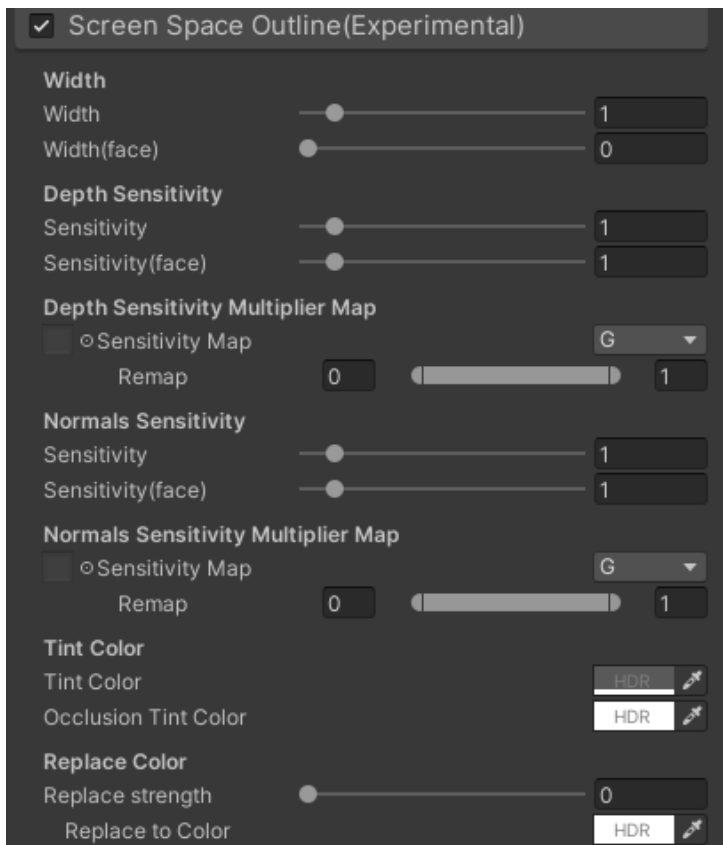 Screen Space Outline(Experimental)
Width
Width 1
Width(face) 0
Depth Sensitivity
Sensitivity 1
Sensitivity(face) 1
Depth Sensitivity Multiplier Map
Sensitivity Map G
Remap 0 1
Normals Sensitivity
Sensitivity 1
Sensitivity(face) 1
Normals Sensitivity Multiplier Map
Sensitivity Map G
Remap 0 1
Tint Color
Tint Color HDR
Occlusion Tint Color HDR
Replace Color
Replace strength 0
Replace to Color HDR